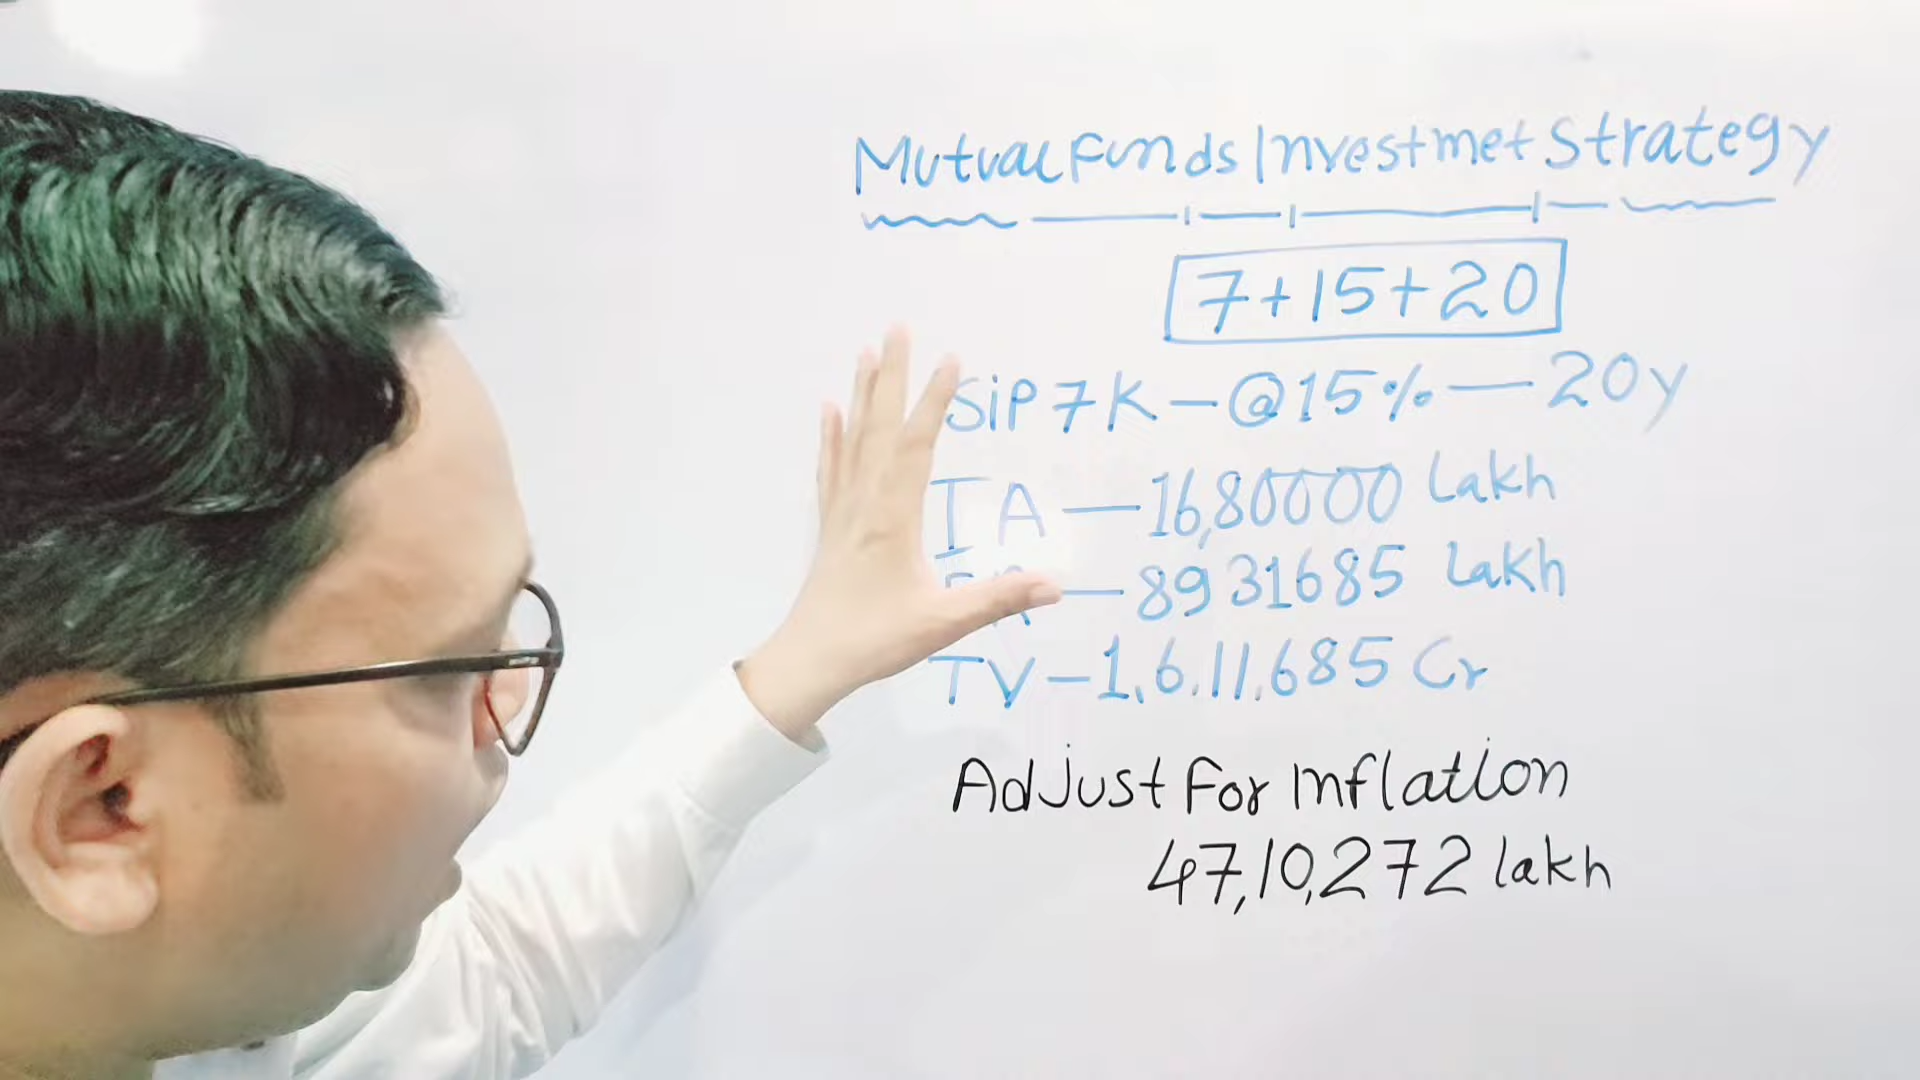 Mutual Funds Investmet Strategy
7+15+20
SiP 7K - @15% - 20y
IA - 16,80000 Lakh
- 8931685 Lakh
TV - 1,6.11,685 Cr
Adjust For Inflation
47,10,272 lakh